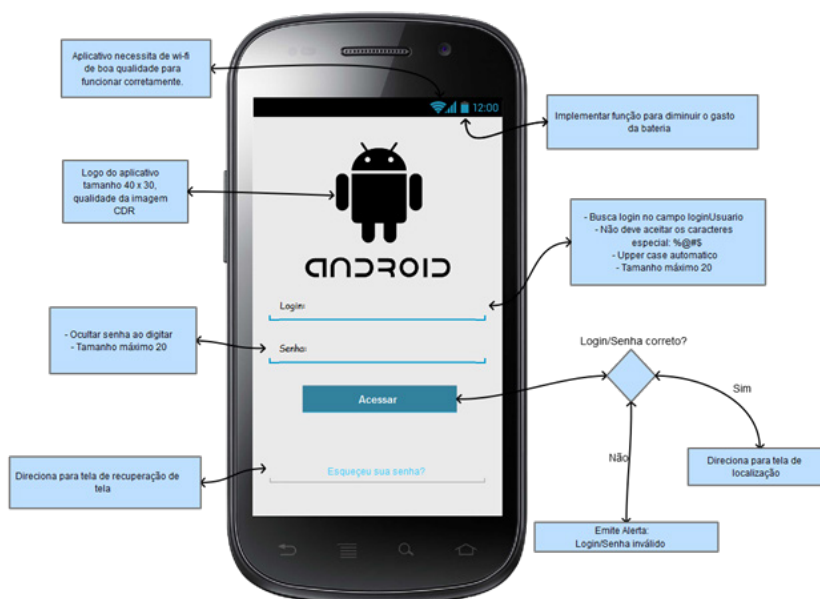 Aplicativo necessita de wi-fi
de boa qualidade para
funcionar corretamente.
12:00
Implementar função para diminuir o gasto
da bateria
Logo do aplicativo
tamanho 40 x 30,
qualidade da imagem
CDR
ANDROID
- Busca login no campo loginUsuario
- Não deve aceitar os caracteres
especial: %@#$
- Upper case automatico
- Tamanho máximo 20
Login:
- Ocultar senha ao digitar
- Tamanho máximo 20
Senha:
Login/Senha correto?
Acessar
Sim
Não
Direciona para tela de
localização
Direciona para tela de recuperação de
tela
Esqueçeu sua senha?
Emite Alerta:
Login/Senha inválido